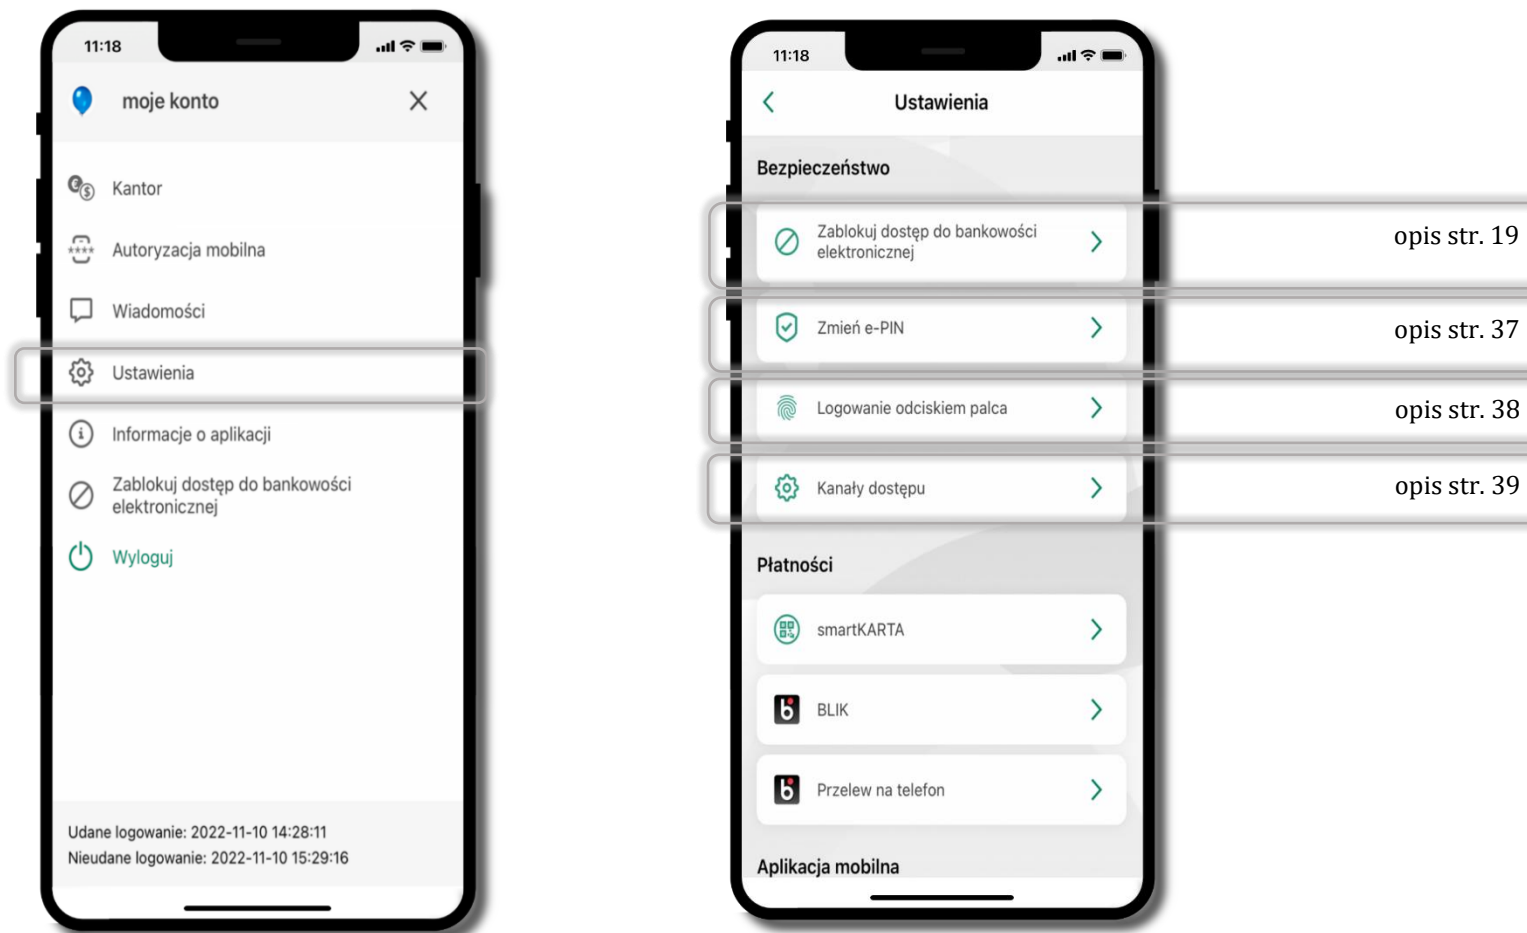 11:18
moje konto
Kantor
Autoryzacja mobilna
Wiadomości
Ustawienia
Informacje o aplikacji
Zablokuj dostęp do bankowości
elektronicznej
Wyloguj
Udane logowanie: 2022-11-10 14:28:11
Nieudane logowanie: 2022-11-10 15:29:16
11:18
Ustawienia
Bezpieczeństwo
Zablokuj dostęp do bankowości
elektronicznej
opis str. 19
Zmień e-PIN
opis str. 37
Logowanie odciskiem palca
opis str. 38
Kanały dostępu
opis str. 39
Płatności
smartKARTA
BLIK
Przelew na telefon
Aplikacja mobilna